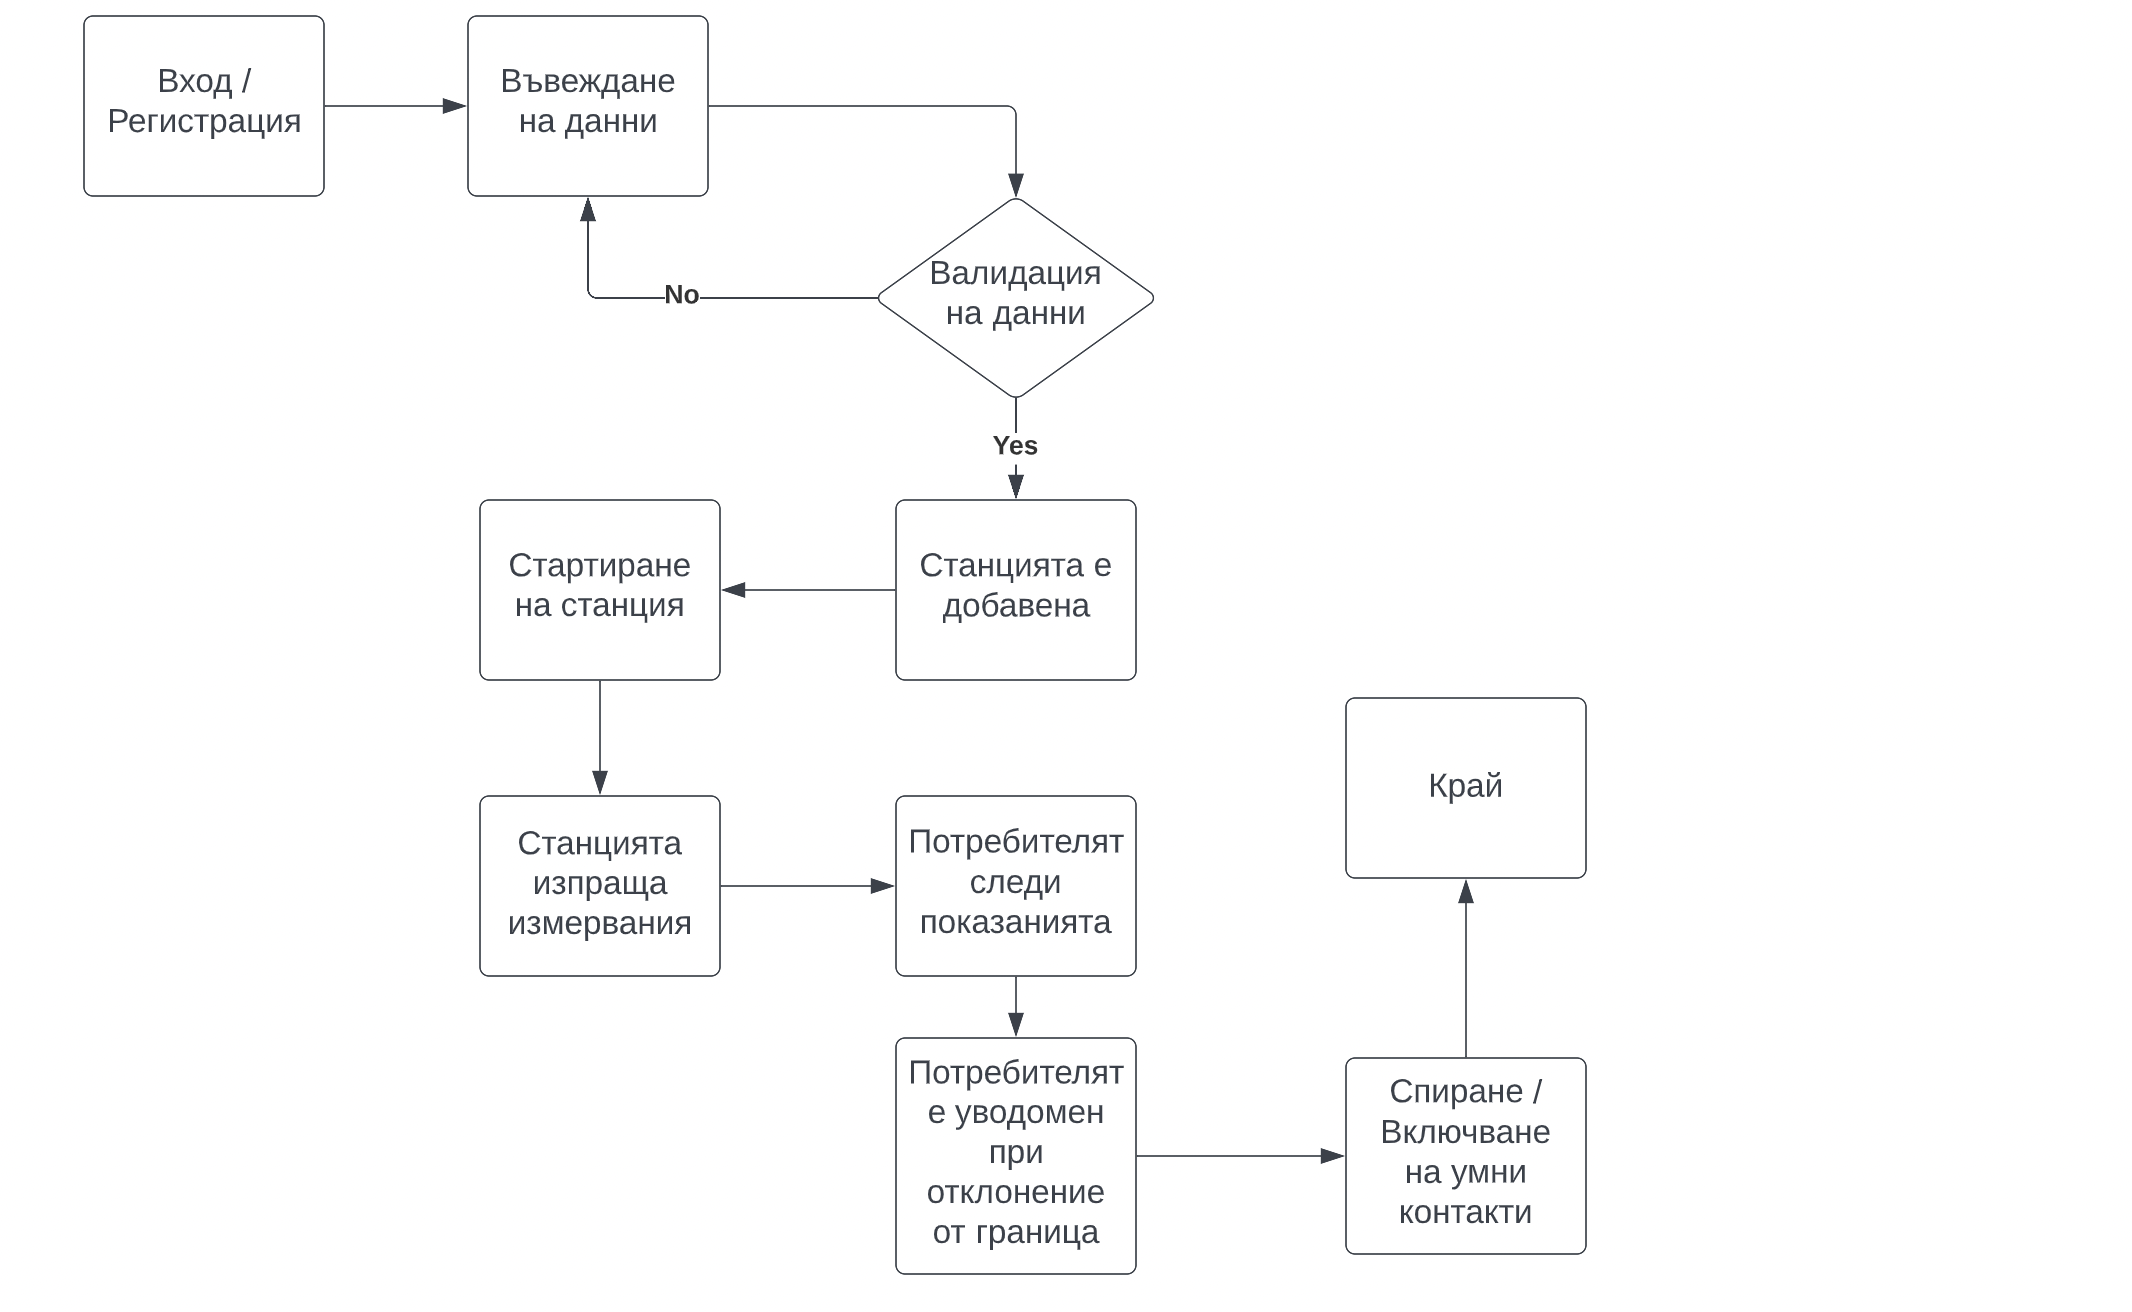 Вход /
Регистрация
Въвеждане
на данни
Валидация
на данни
No
Yes
Стартиране
на станция
Станцията е
добавена
Станцията
изпраща
измервания
Потребителят
следи
показанията
Край
Потребителят
е уводомен
при
отклонение
от граница
Спиране /
Включване
на умни
контакти